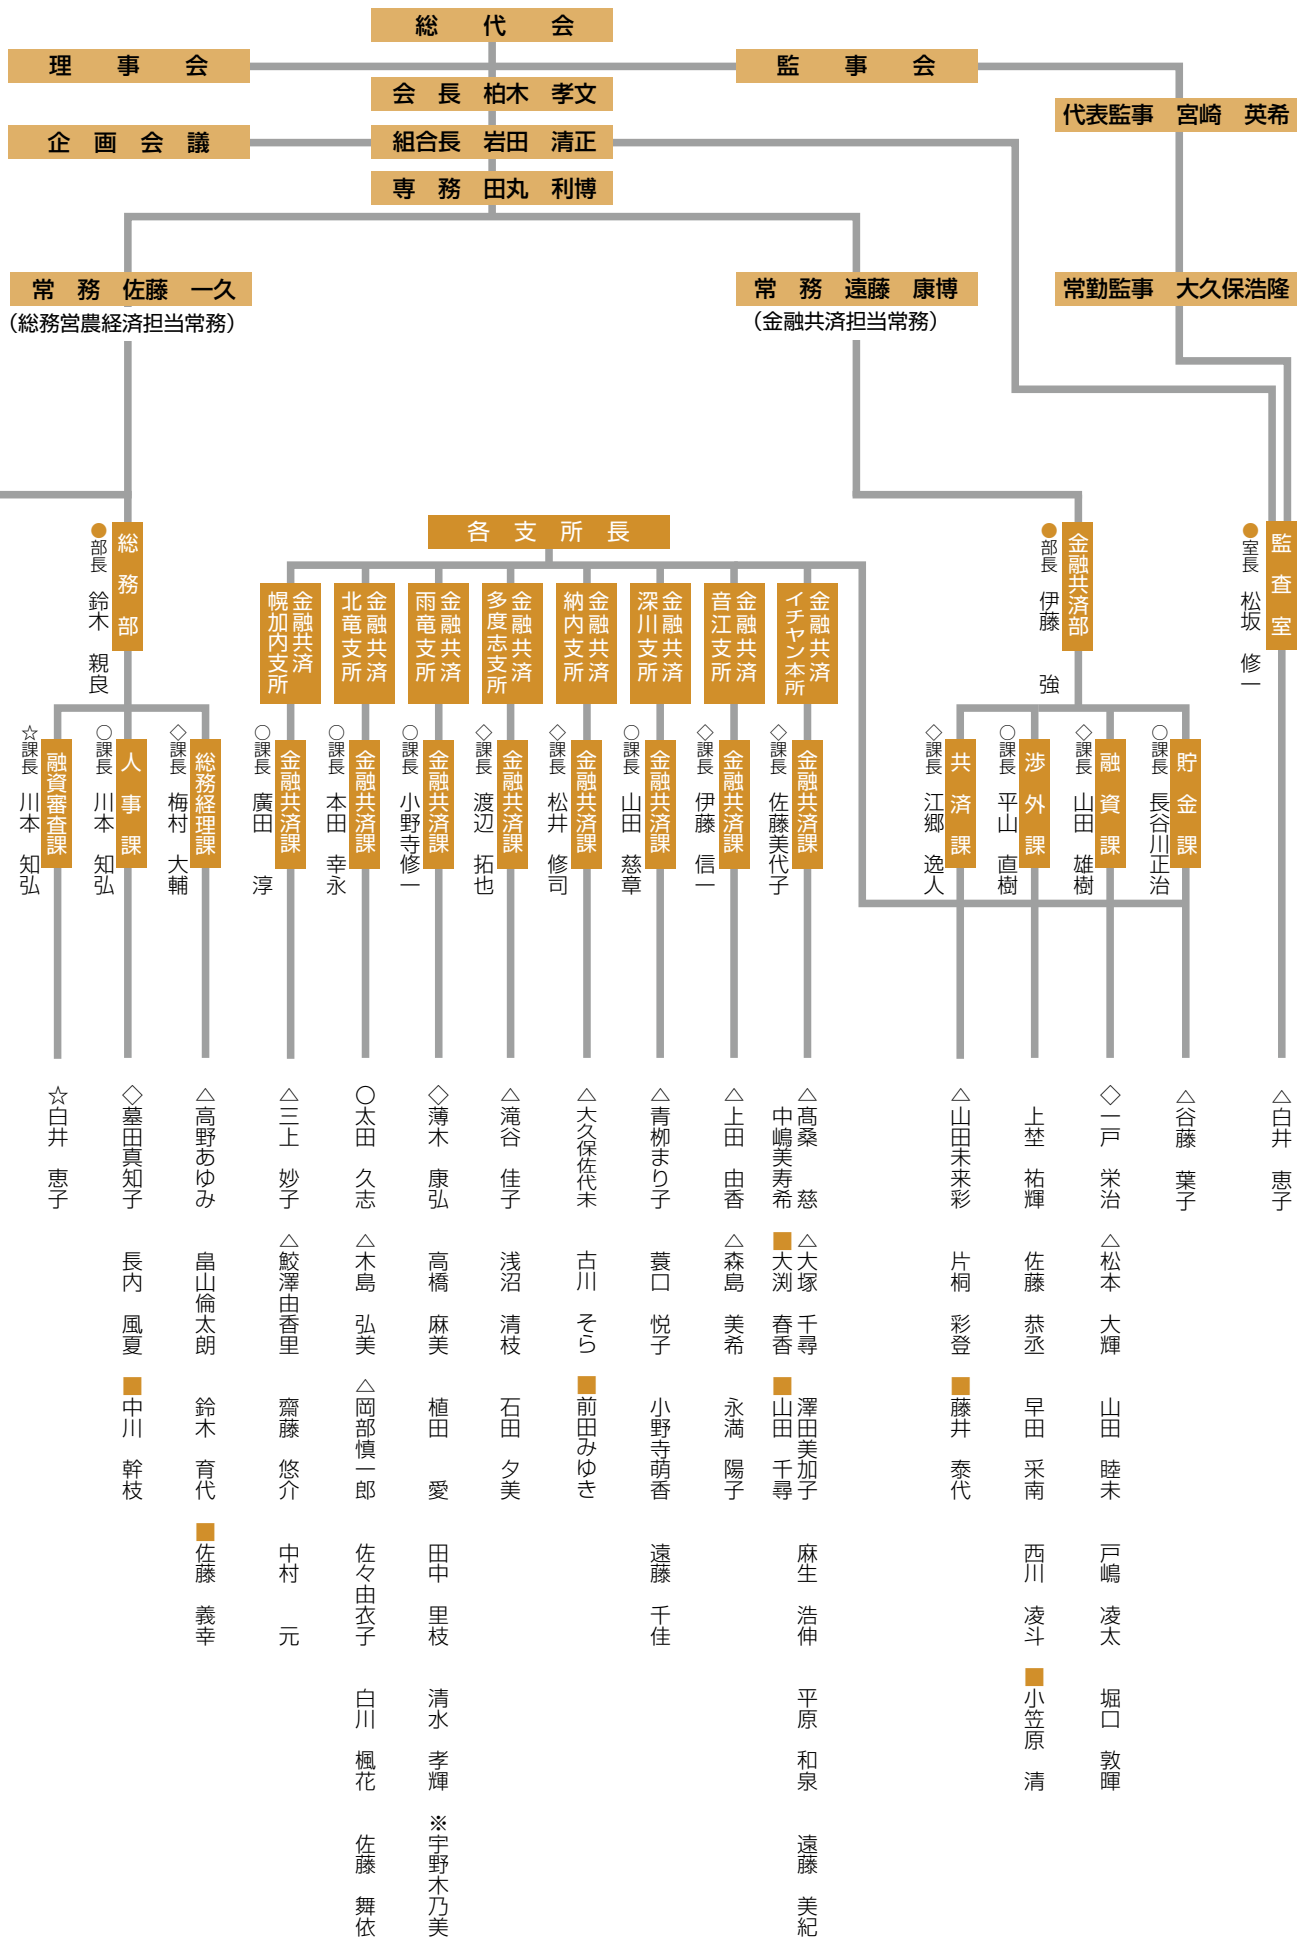 総　代　会
理　事　会
監　事　会
会　長　柏木　孝文
代表監事　宮崎　英希
企　画　会　議
組合長　岩田　清正
専　務　田丸　利博
常　務　佐藤　一久
（総務営農経済担当常務）
常　務　遠藤　康博
（金融共済担当常務）
常勤監事　大久保浩隆
各　支　所　長
監　査　室
●室長　松坂　修一
△白井　恵子
金融共済部
●部長　伊藤　強
貯　金　課
○課長　長谷川正治
△谷藤　葉子
融　資　課
◇課長　山田　雄樹
◇一戸　栄治
△松本　大輝
山田　睦未
戸嶋　凌太
堀口　敦暉
渉　外　課
○課長　平山　直樹
上埜　祐輝
佐藤　恭丞
早田　采南
西川　凌斗
■小笠原　清
共　済　課
◇課長　江郷　逸人
△山田未来彩
片桐　彩登
■藤井　泰代
金融共済
イチヤン本所
金融共済課
◇課長　佐藤美代子
△髙桑　慈
△大塚　千尋
澤田美加子
麻生　浩伸
平原　和泉
遠藤　美紀
中嶋美寿希
■大渕　春香
■山田　千尋
金融共済
音江支所
金融共済課
◇課長　伊藤　信一
△上田　由香
△森島　美希
永満　陽子
金融共済
深川支所
金融共済課
○課長　山田　慈章
△青栁まり子
蓑口　悦子
小野寺萌香
遠藤　千佳
金融共済
納内支所
金融共済課
◇課長　松井　修司
△大久保佐代未
古川　そら
■前田みゆき
金融共済
多度志支所
金融共済課
◇課長　渡辺　拓也
△滝谷　佳子
浅沼　清枝
石田　夕美
金融共済
雨竜支所
金融共済課
○課長　小野寺修一
◇薄木　康弘
高橋　麻美
植田　愛
田中　里枝
清水　孝輝
※宇野木乃美
金融共済
北竜支所
金融共済課
○課長　本田　幸永
○太田　久志
△木島　弘美
△岡部慎一郎
佐々由衣子
白川　楓花
佐藤　舞依
金融共済
幌加内支所
金融共済課
○課長　廣田　淳
△三上　妙子
△鮫澤由香里
齋藤　悠介
中村　元
総　務　部
●部長　鈴木　親良
総務経理課
◇課長　梅村　大輔
△高野あゆみ
畠山倫太朗
鈴木　育代
■佐藤　義幸
人　事　課
○課長　川本　知弘
◇墓田真知子
長内　風夏
■中川　幹枝
融資審査課
☆課長　川本　知弘
☆白井　恵子